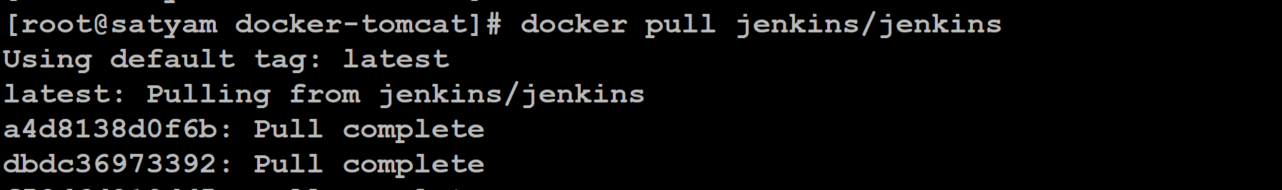 [root@satyam docker-tomcat]# docker pull jenkins/jenkins
Using default tag: latest
latest: Pulling from jenkins/jenkins
a4d8138d0f6b: Pull complete
dbdc36973392: Pull complete